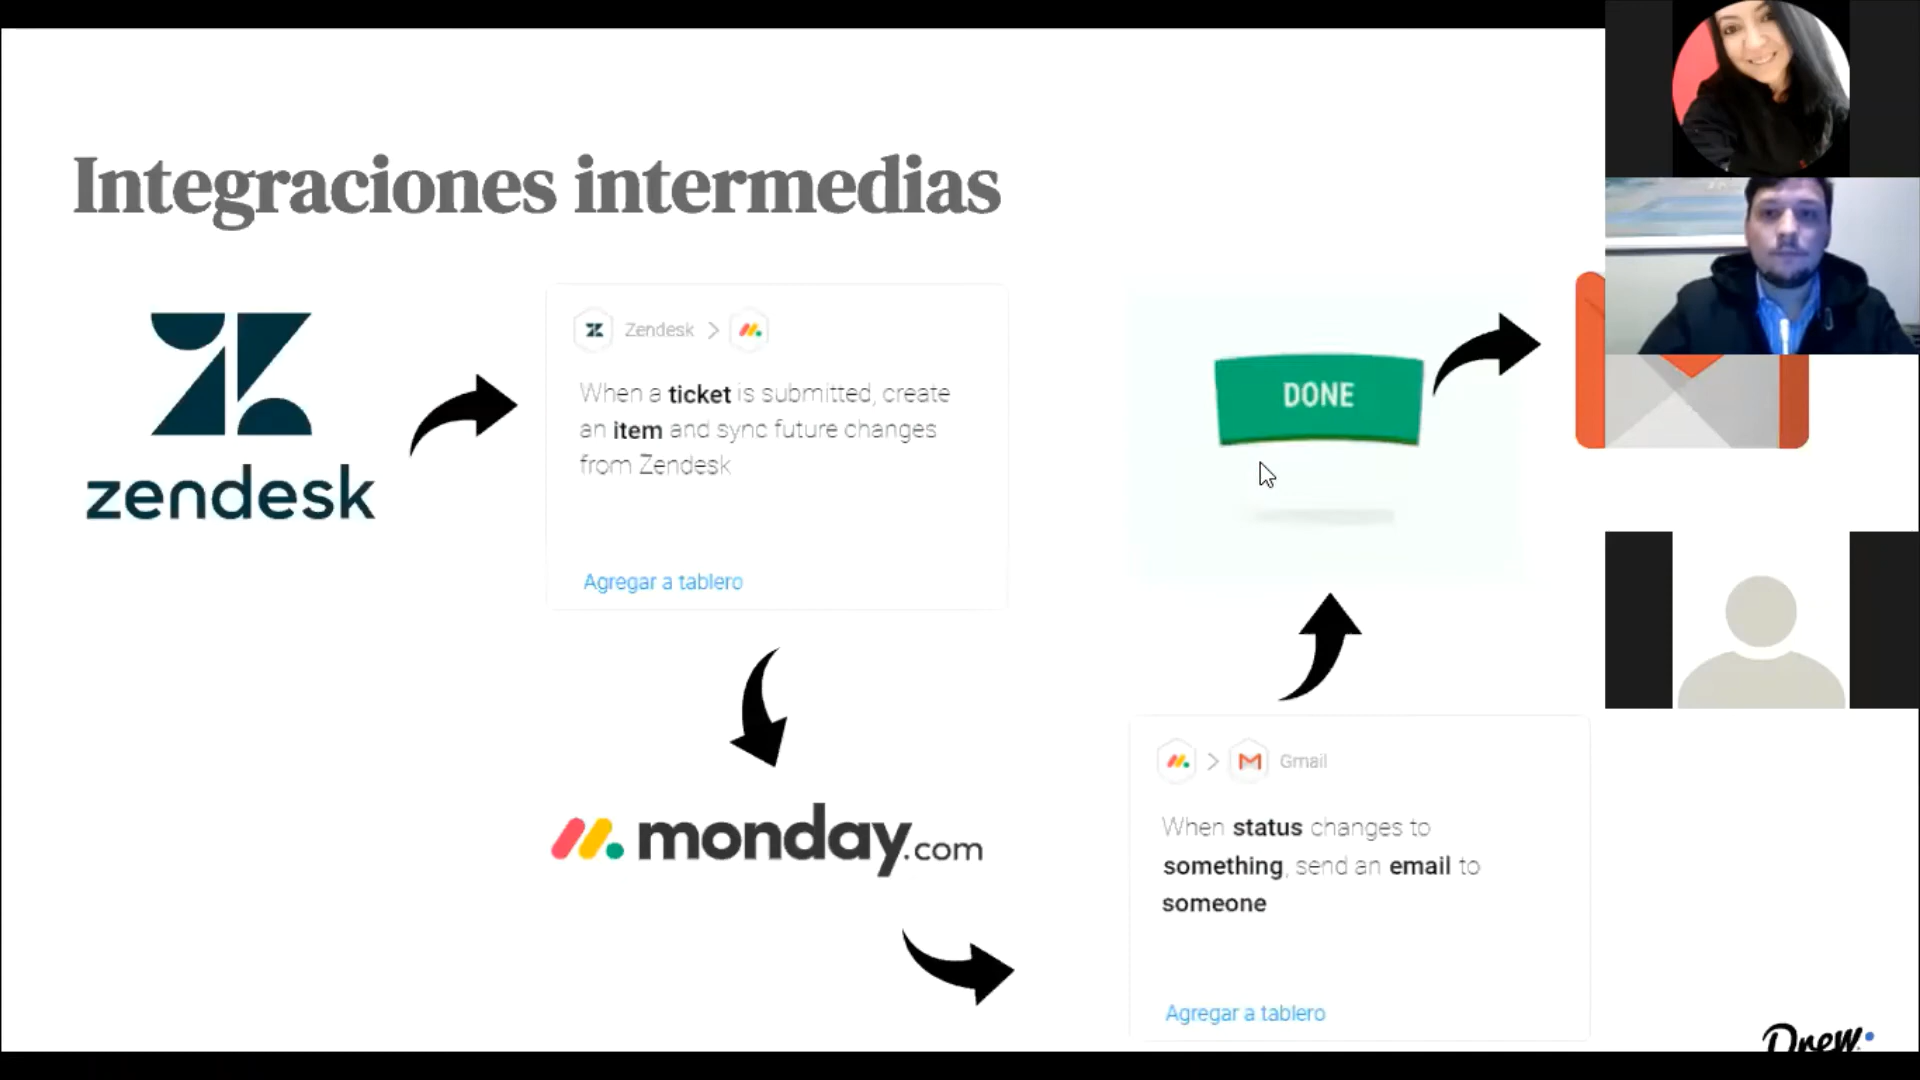 Integraciones intermedias
zendesk
Zendesk
When a ticket is submitted, create
an item and sync future changes
from Zendesk
Agregar a tablero
monday.com
DONE
Gmail
When status changes to
something, send an email to
someone
Agregar a tablero
Drew